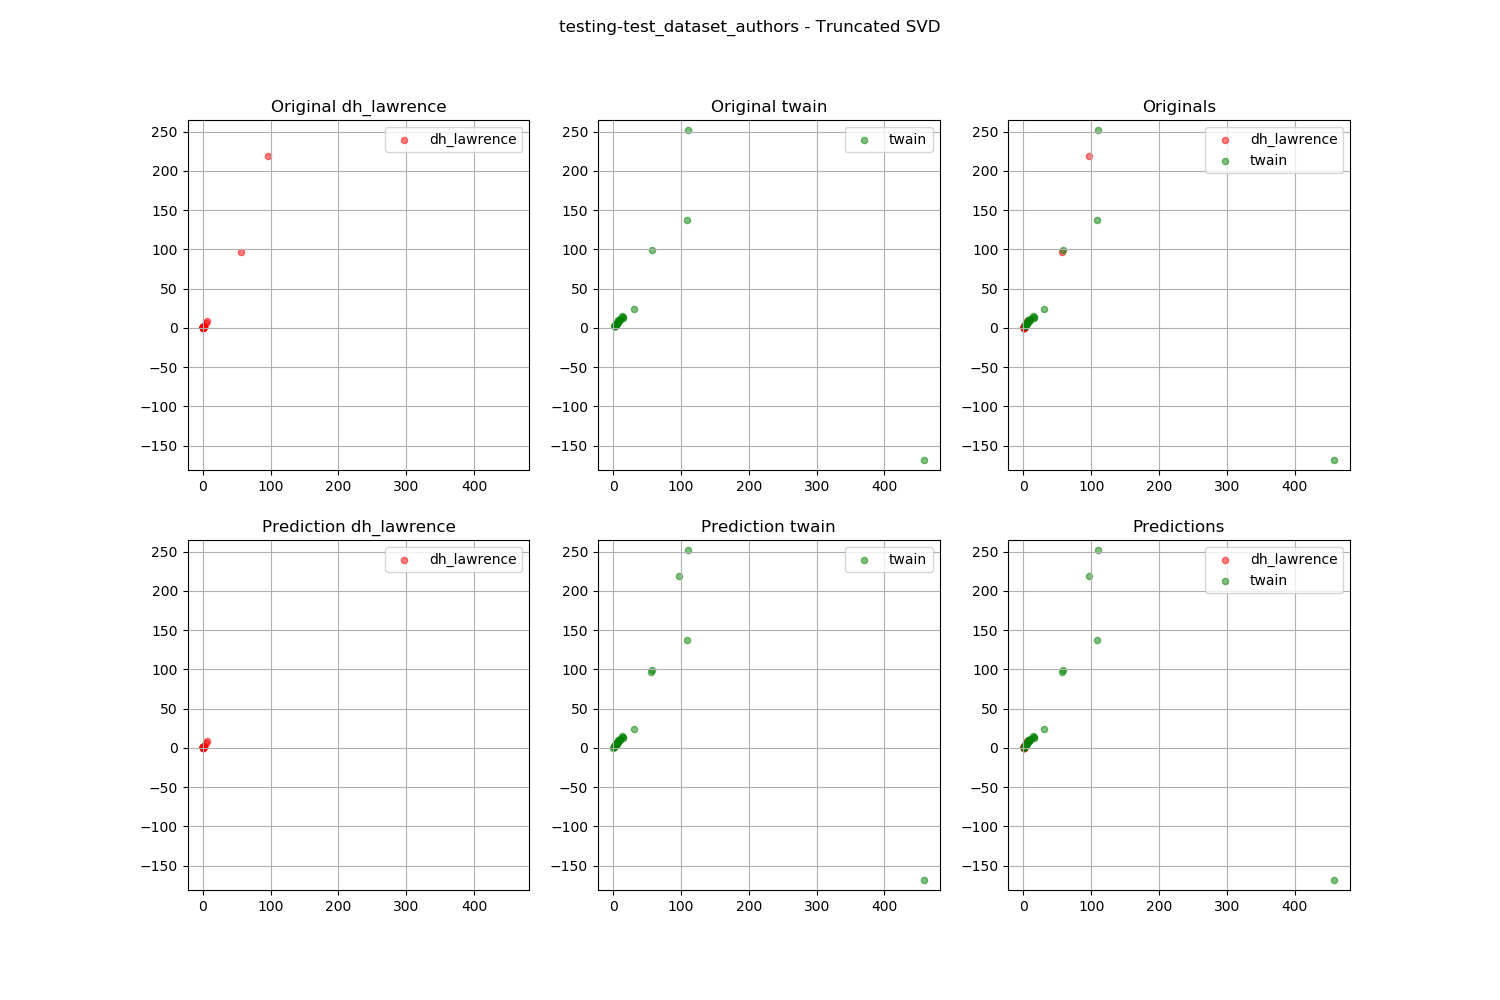 testing-test_dataset_authors - Truncated SVD
Original dh_lawrence
250
200
150
100
50
0
−50
−100
−150
0 100 200 300 400
dh_lawrence
Original twain
250
200
150
100
50
0
−50
−100
−150
0 100 200 300 400
twain
Originals
250
200
150
100
50
0
−50
−100
−150
0 100 200 300 400
dh_lawrence
twain
Prediction dh_lawrence
250
200
150
100
50
0
−50
−100
−150
0 100 200 300 400
dh_lawrence
Prediction twain
250
200
150
100
50
0
−50
−100
−150
0 100 200 300 400
twain
Predictions
250
200
150
100
50
0
−50
−100
−150
0 100 200 300 400
dh_lawrence
twain